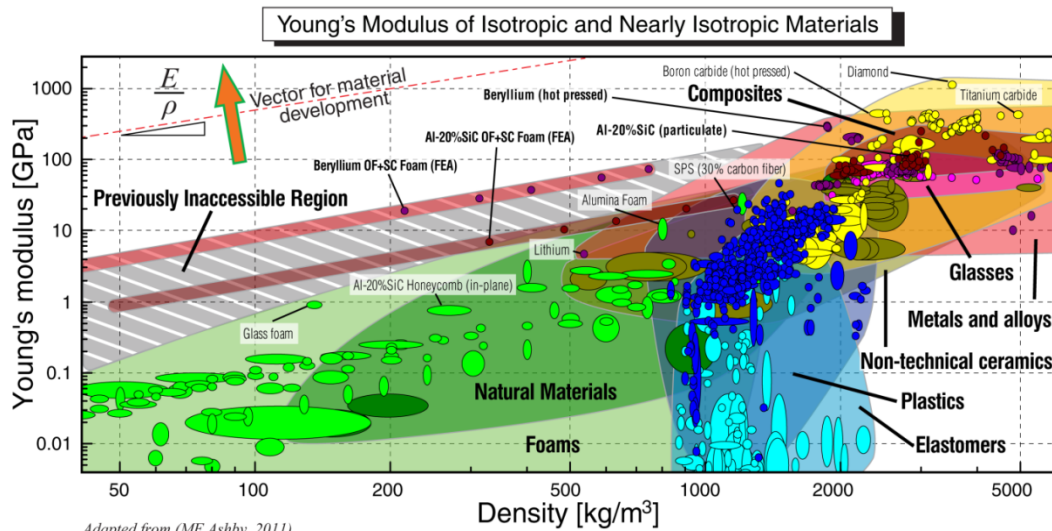 Young's Modulus of Isotropic and Nearly Isotropic Materials
Young's modulus [GPa]
1000
100
10
1
0.1
0.01
E
ρ
Vector for material
development
Boron carbide (hot pressed)
Diamond
Beryllium (hot pressed)
Composites
Titanium carbide
Al-20%SiC OF+SC Foam (FEA)
Al-20%SiC (particulate)
Beryllium OF+SC Foam (FEA)
SPS (30% carbon fiber)
Previously Inaccessible Region
Alumina Foam
Lithium
Glasses
Al-20%SiC Honeycomb (in-plane)
Glass foam
Metals and alloys
Non-technical ceramics
Natural Materials
Plastics
Foams
Elastomers
50
100
200
500
1000
2000
5000
Density [kg/m³]
Adapted from (MF Ashby, 2011)